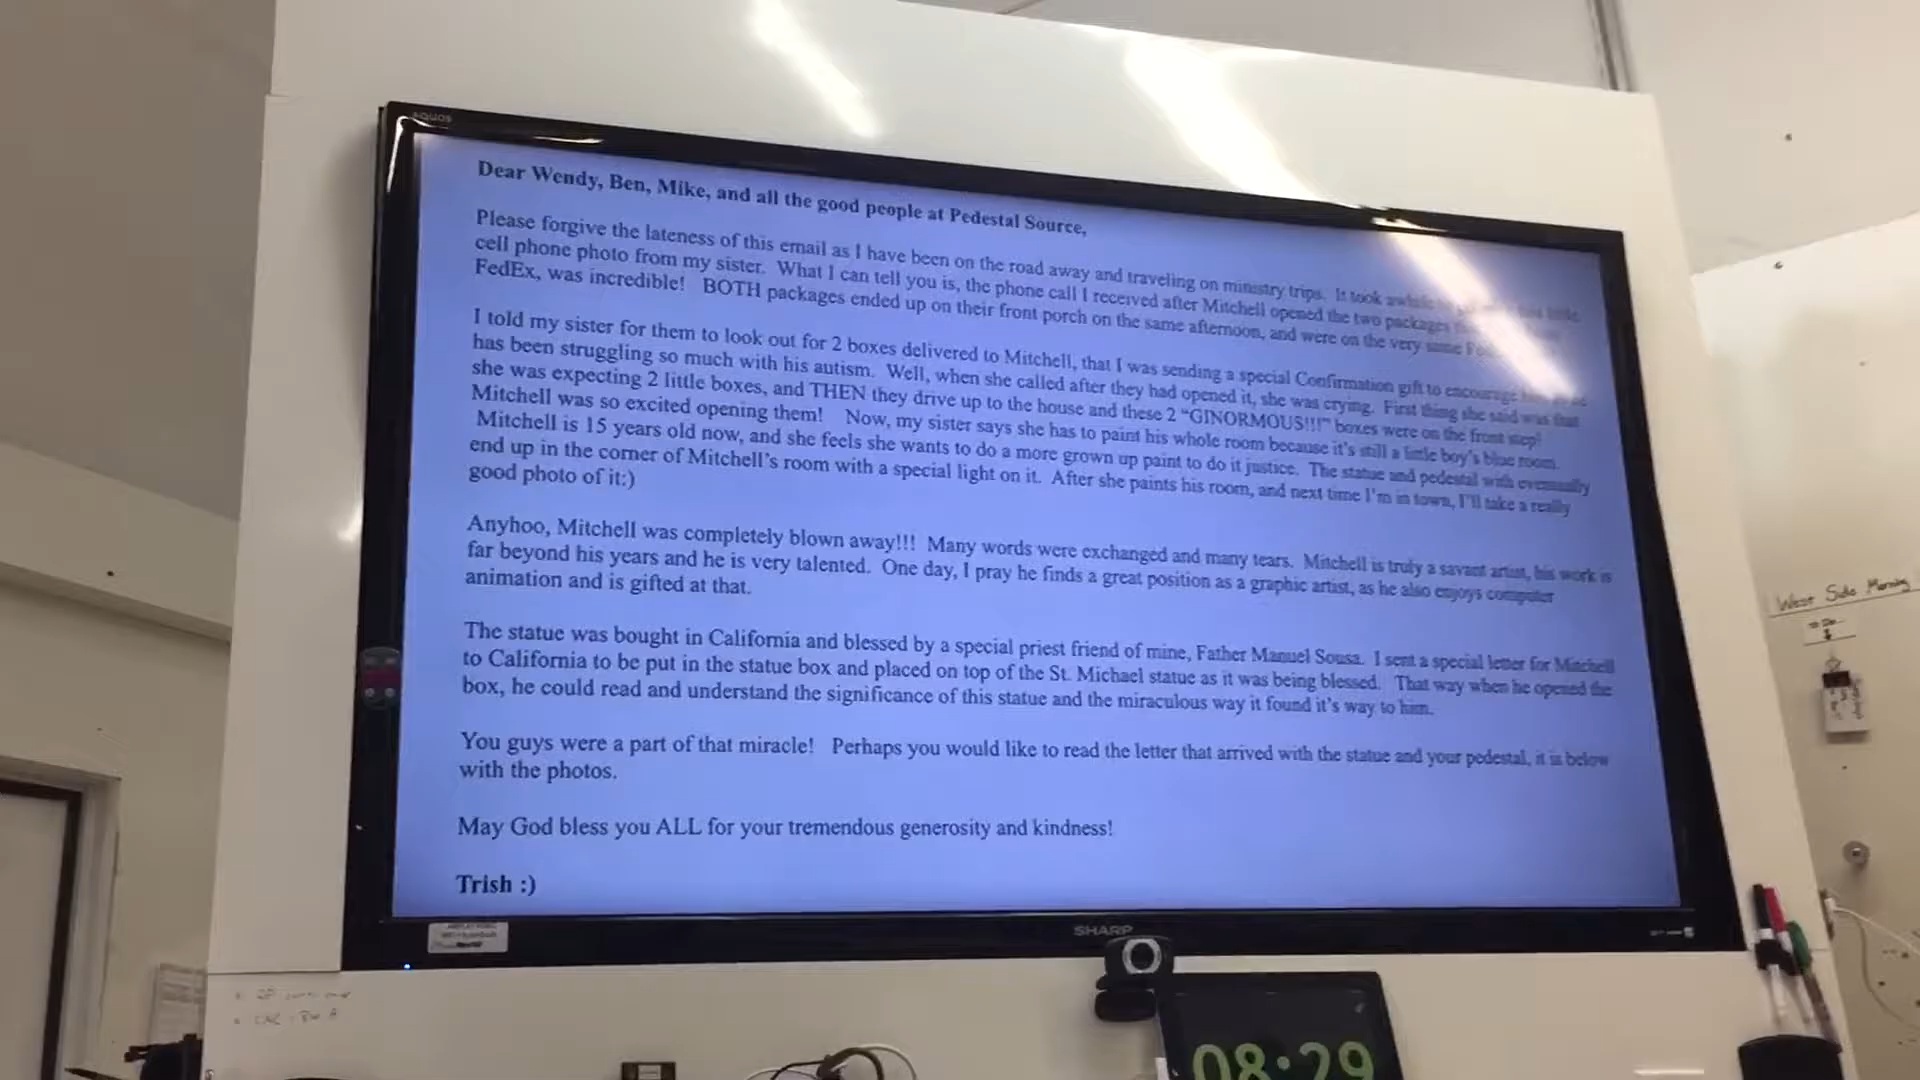 AQUOS
Dear Wendy, Ben, Mike, and all the good people at Pedestal Source,
Please forgive the lateness of this email as I have been on the road away and traveling on ministry trips. It took awhile
cell phone photo from my sister. What I can tell you is, the phone call I received after Mitchell opened the two packages
FedEx, was incredible! BOTH packages ended up on their front porch on the same afternoon, and were on the very same
I told my sister for them to look out for 2 boxes delivered to Mitchell, that I was sending a special Confirmation gift to encourage
has been struggling so much with his autism. Well, when she called after they had opened it, she was crying. First thing she said was that
she was expecting 2 little boxes, and THEN they drive up to the house and these 2 “GINORMOUS!!!” boxes were on the front step!
Mitchell was so excited opening them! Now, my sister says she has to paint his whole room because it's still a little boy's blue room.
Mitchell is 15 years old now, and she feels she wants to do a more grown up paint to do it justice. The statue and pedestal with eventually
end up in the corner of Mitchell's room with a special light on it. After she paints his room, and next time I'm in town, I'll take a really
good photo of it:)
Anyhoo, Mitchell was completely blown away!!! Many words were exchanged and many tears. Mitchell is truly a savant artist, his work is
far beyond his years and he is very talented. One day, I pray he finds a great position as a graphic artist, as he also enjoys computer
animation and is gifted at that.
The statue was bought in California and blessed by a special priest friend of mine, Father Manuel Sousa. I sent a special letter for Mitchell
to California to be put in the statue box and placed on top of the St. Michael statue as it was being blessed. That way when he opened the
box, he could read and understand the significance of this statue and the miraculous way it found it's way to him.
You guys were a part of that miracle! Perhaps you would like to read the letter that arrived with the statue and your pedestal, it is below
with the photos.
May God bless you ALL for your tremendous generosity and kindness!
Trish :)
SHARP
08:29
West Side Morning